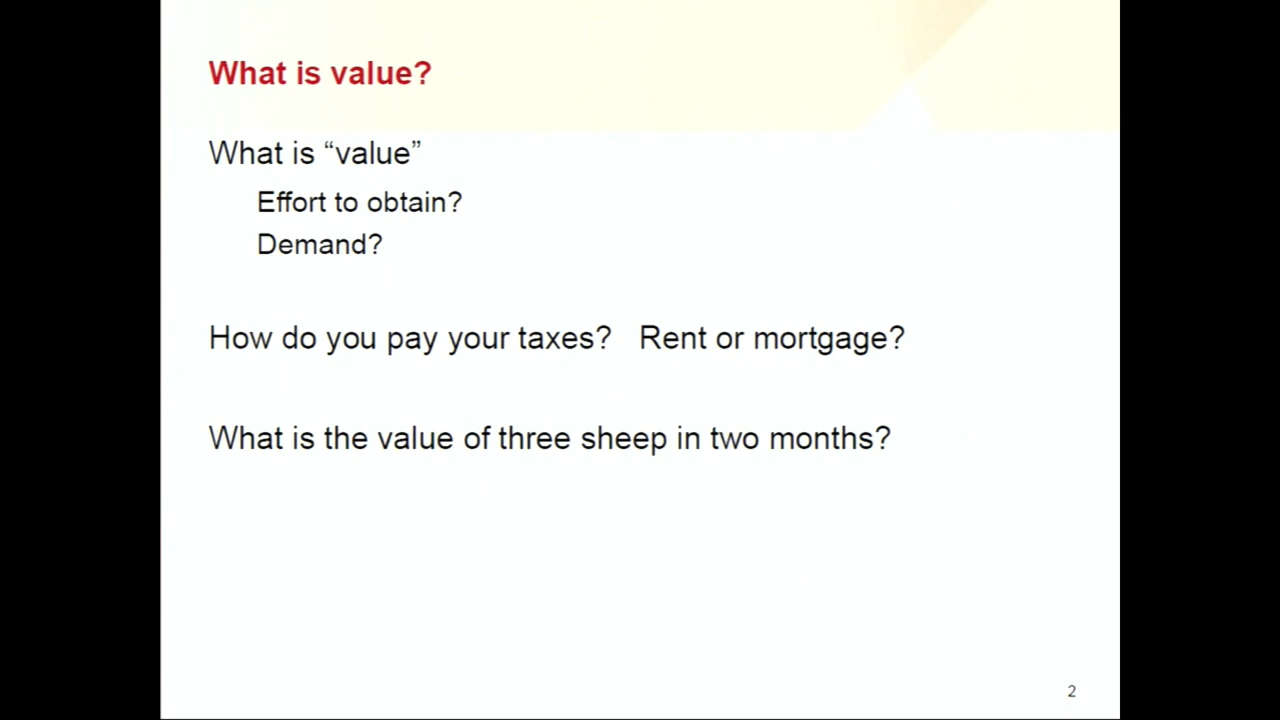 What is value?
What is “value”
Effort to obtain?
Demand?
How do you pay your taxes? Rent or mortgage?
What is the value of three sheep in two months?
2